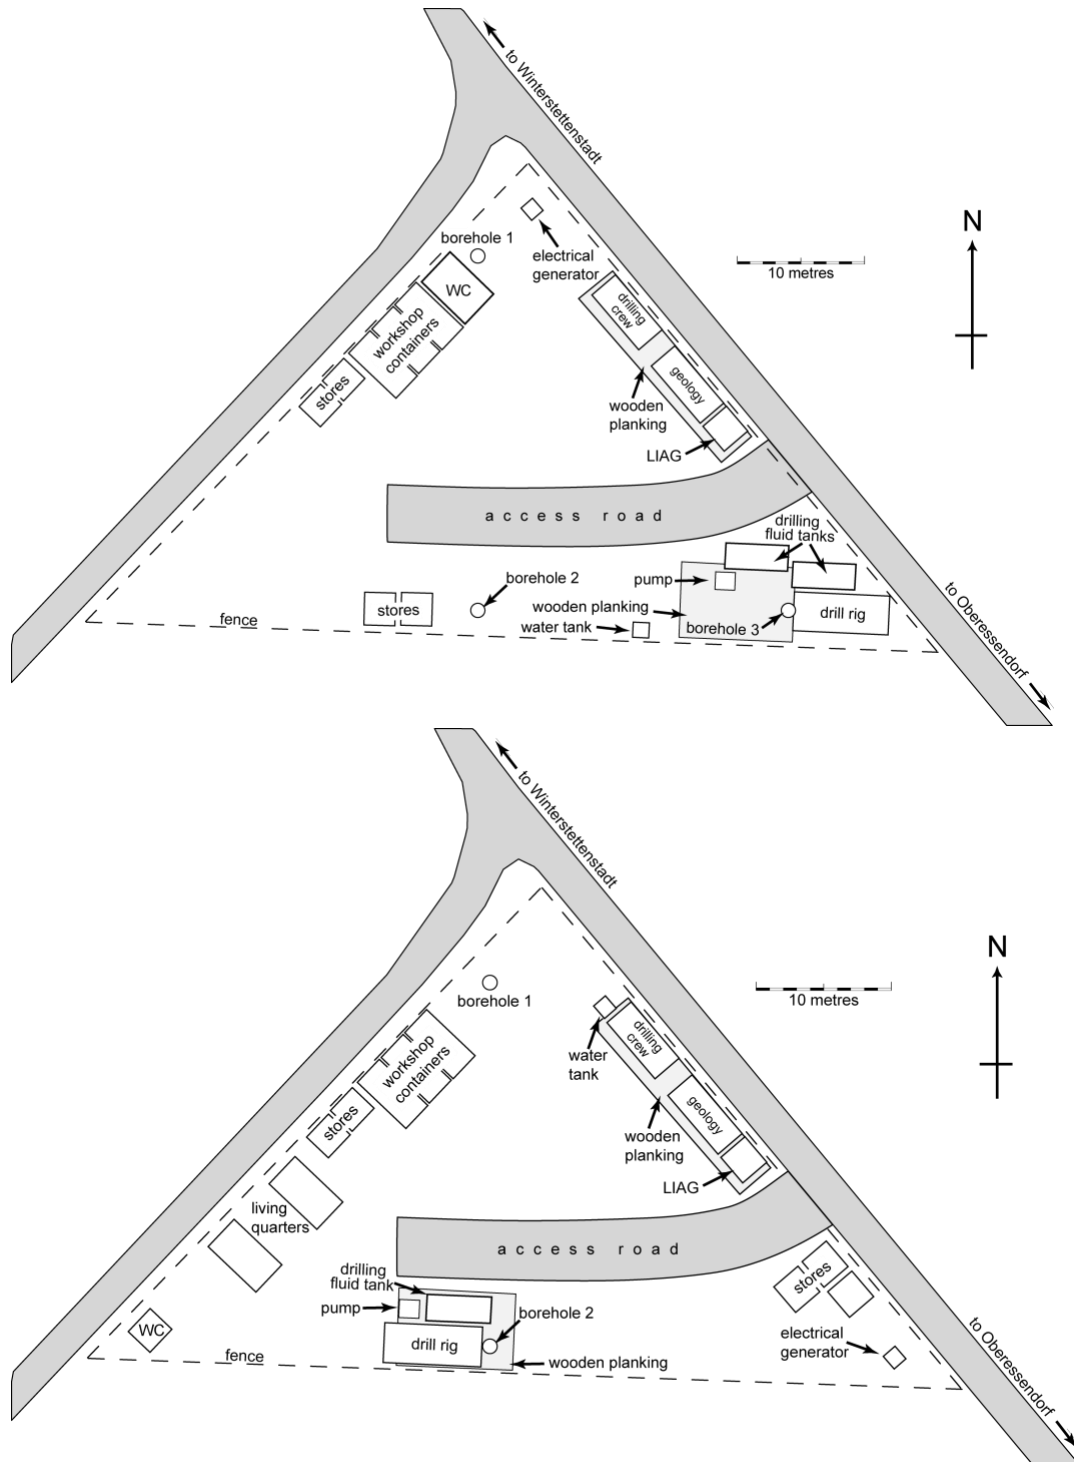 to Winterstettenstadt
N
borehole 1
electrical
generator
10 metres
WC
drilling
crew
workshop
containers
geology
stores
wooden
planking
LIAG
access road
drilling
fluid tanks
pump
borehole 2
stores
wooden planking
drill rig
fence
water tank
borehole 3
to Oberessendorf
to Winterstettenstadt
N
borehole 1
10 metres
drilling
crew
workshop
containers
water
tank
geology
stores
wooden
planking
LIAG
living
quarters
access road
drilling
fluid tank
stores
pump
borehole 2
WC
drill rig
electrical
generator
fence
wooden planking
to Oberessendorf